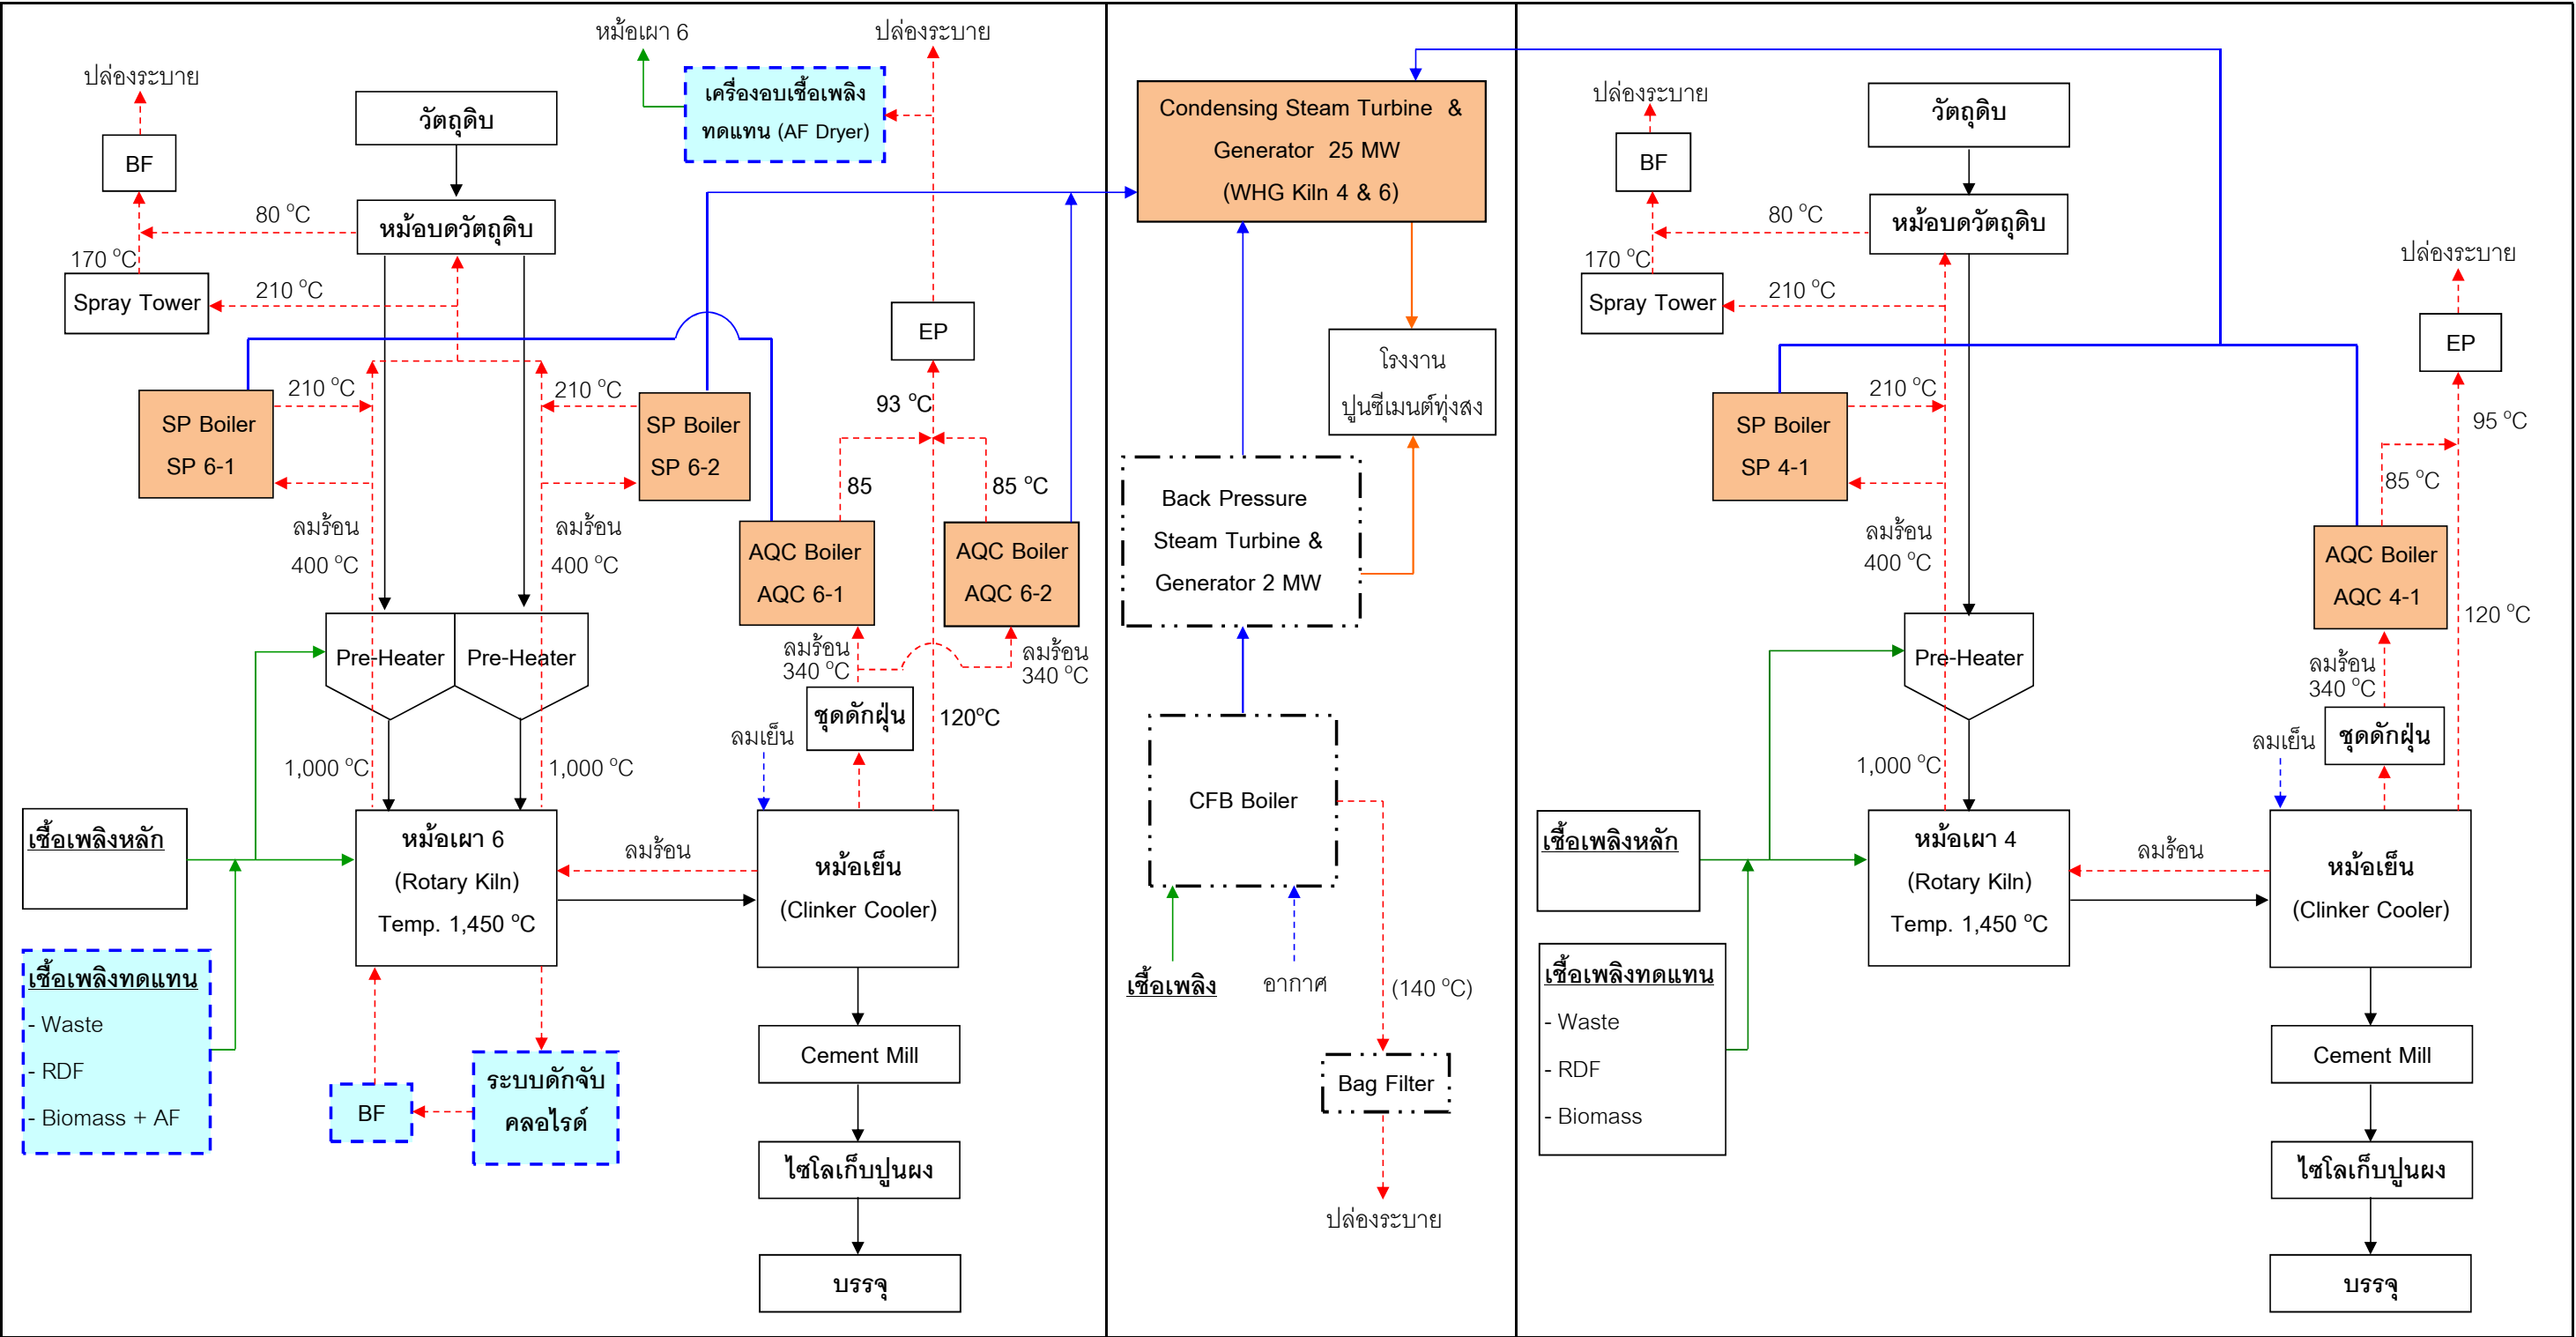 หม้อเผา 6
ปล่องระบาย
ปล่องระบาย
เครื่องอบเชื้อเพลิง
ทดแทน (AF Dryer)
วัตถุดิบ
BF
80 °C
หม้อบดวัตถุดิบ
170 °C
Spray Tower
210 °C
EP
210 °C
210 °C
SP Boiler
SP 6-1
SP Boiler
SP 6-2
93 °C
85
85 °C
ลมร้อน
400 °C
ลมร้อน
400 °C
AQC Boiler
AQC 6-1
AQC Boiler
AQC 6-2
Pre-Heater
Pre-Heater
ลมร้อน
340 °C
ลมร้อน
340 °C
ชุดดักฝุ่น
120°C
ลมเย็น
1,000 °C
1,000 °C
เชื้อเพลิงหลัก
หม้อเผา 6
(Rotary Kiln)
Temp. 1,450 °C
ลมร้อน
หม้อเย็น
(Clinker Cooler)
เชื้อเพลิงทดแทน
- Waste
- RDF
- Biomass + AF
BF
ระบบดักจับ
คลอไรด์
Cement Mill
ไซโลเก็บปูนผง
บรรจุ
Condensing Steam Turbine &
Generator 25 MW
(WHG Kiln 4 & 6)
โรงงาน
ปูนซีเมนต์ทุ่งสง
Back Pressure
Steam Turbine &
Generator 2 MW
CFB Boiler
เชื้อเพลิง
อากาศ
(140 °C)
Bag Filter
ปล่องระบาย
ปล่องระบาย
วัตถุดิบ
BF
80 °C
หม้อบดวัตถุดิบ
170 °C
Spray Tower
210 °C
ปล่องระบาย
EP
210 °C
SP Boiler
SP 4-1
95 °C
85 °C
ลมร้อน
400 °C
AQC Boiler
AQC 4-1
120 °C
Pre-Heater
ลมร้อน
340 °C
ชุดดักฝุ่น
ลมเย็น
1,000 °C
เชื้อเพลิงหลัก
หม้อเผา 4
(Rotary Kiln)
Temp. 1,450 °C
ลมร้อน
หม้อเย็น
(Clinker Cooler)
เชื้อเพลิงทดแทน
- Waste
- RDF
- Biomass
Cement Mill
ไซโลเก็บปูนผง
บรรจุ